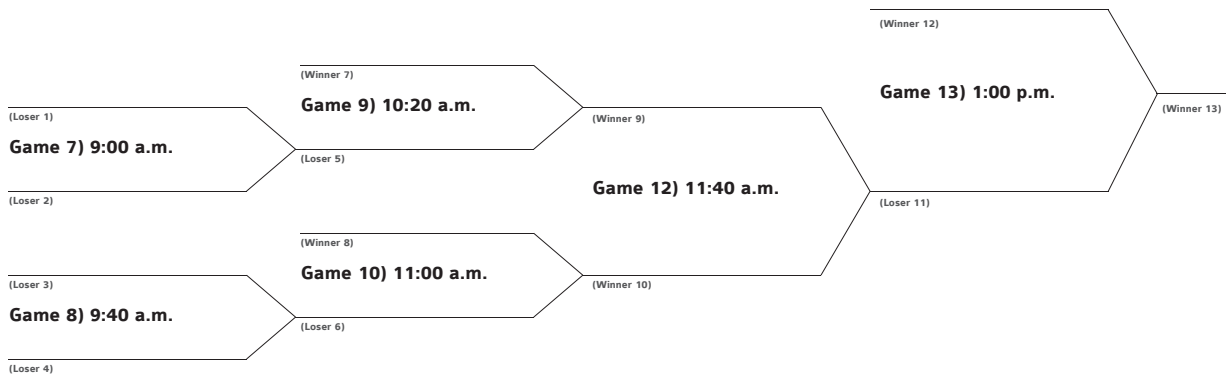 (Winner 12)
(Winner 7)
Game 13) 1:00 p.m.
Game 9) 10:20 a.m.
(Winner 13)
(Loser 1)
(Winner 9)
Game 7) 9:00 a.m.
(Loser 5)
Game 12) 11:40 a.m.
(Loser 2)
(Loser 11)
(Winner 8)
Game 10) 11:00 a.m.
(Loser 3)
(Winner 10)
Game 8) 9:40 a.m.
(Loser 6)
(Loser 4)